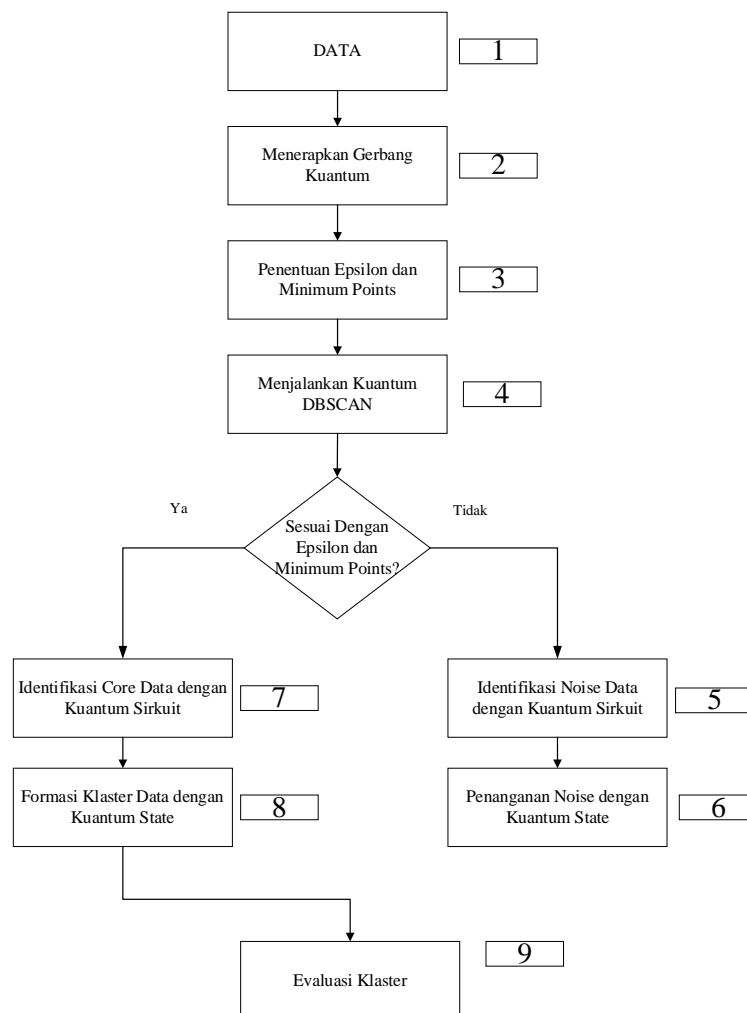 DATA
1
Menerapkan Gerbang
Kuantum
2
Penentuan Epsilon dan
Minimum Points
3
Menjalankan Kuantum
DBSCAN
4
Ya
Sesuai Dengan
Epsilon dan
Minimum Points?
Tidak
Identifikasi Core Data dengan
Kuantum Sirkuit
7
Identifikasi Noise Data
dengan Kuantum Sirkuit
5
Formasi Klaster Data dengan
Kuantum State
8
Penanganan Noise dengan
Kuantum State
6
Evaluasi Klaster
9